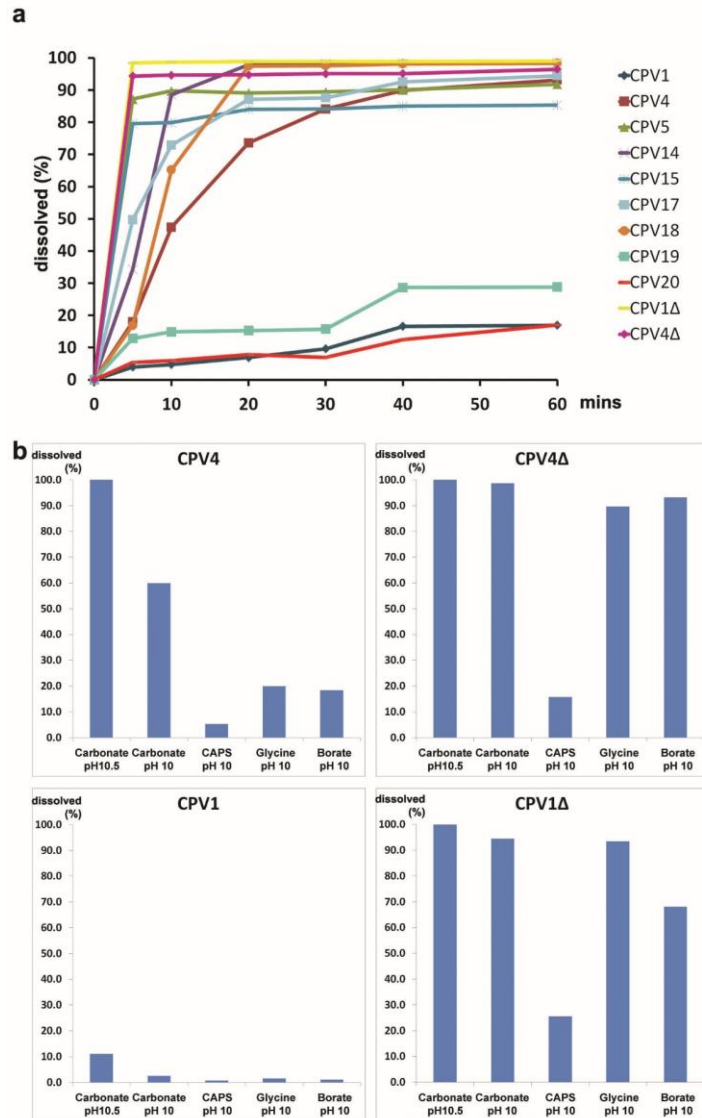 a
100
90
80
70
60
50
40
30
20
10
0
dissolved (%)
0 10 20 30 40 50 60 mins
CPV1
CPV4
CPV5
CPV14
CPV15
CPV17
CPV18
CPV19
CPV20
CPV1Δ
CPV4Δ
b
dissolved
(%)
CPV4
100.0
90.0
80.0
70.0
60.0
50.0
40.0
30.0
20.0
10.0
0.0
Carbonate Carbonate CAPS Glycine Borate
pH10.5 pH 10 pH 10 pH 10 pH 10
dissolved
(%)
CPV4Δ
100.0
90.0
80.0
70.0
60.0
50.0
40.0
30.0
20.0
10.0
0.0
Carbonate Carbonate CAPS Glycine Borate
pH10.5 pH 10 pH 10 pH 10 pH 10
dissolved
(%)
CPV1
100.0
90.0
80.0
70.0
60.0
50.0
40.0
30.0
20.0
10.0
0.0
Carbonate Carbonate CAPS Glycine Borate
pH10.5 pH 10 pH 10 pH 10 pH 10
dissolved
(%)
CPV1Δ
100.0
90.0
80.0
70.0
60.0
50.0
40.0
30.0
20.0
10.0
0.0
Carbonate Carbonate CAPS Glycine Borate
pH10.5 pH 10 pH 10 pH 10 pH 10